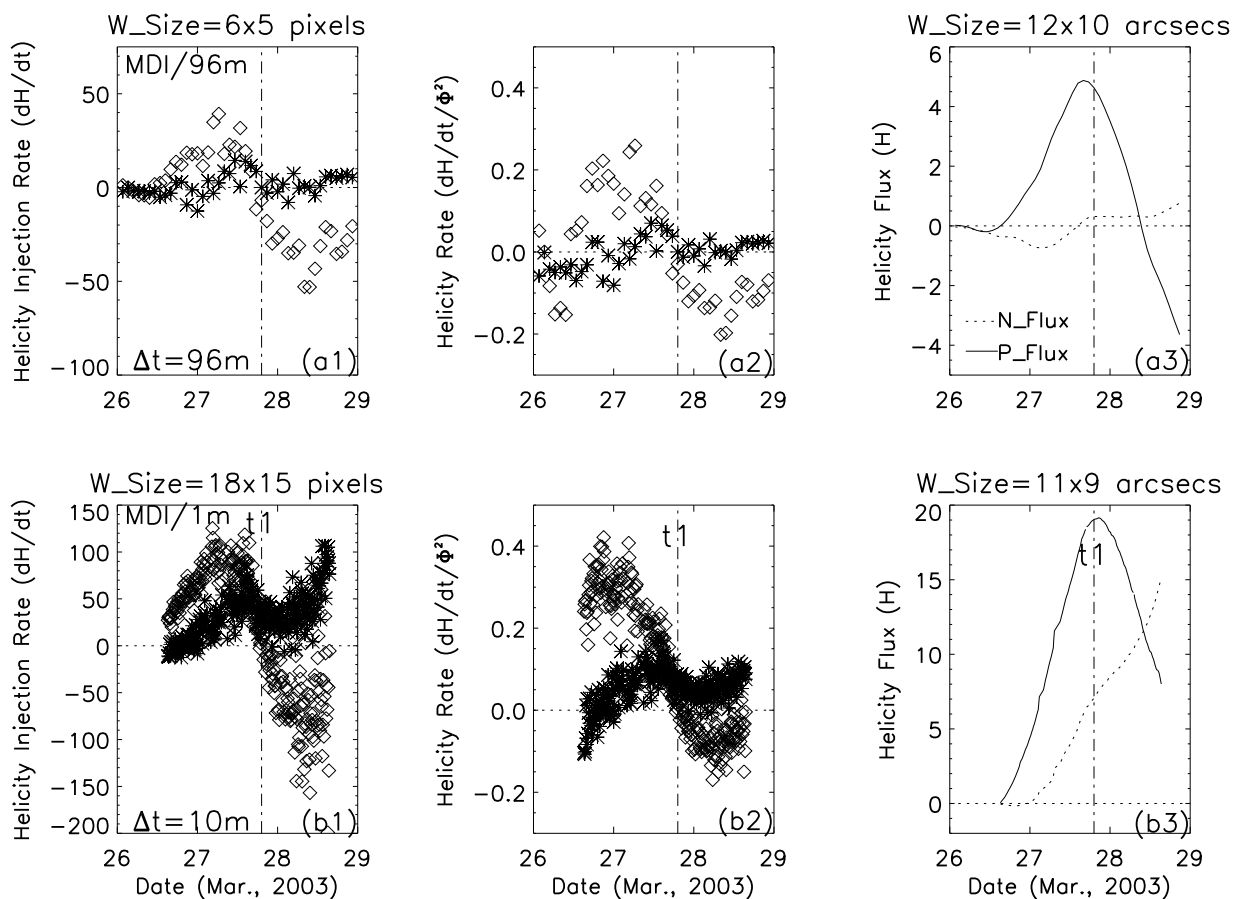 W_Size=6x5 pixels
W_Size=12x10 arcsecs
MDI/96m
Helicity Injection Rate (dH/dt)
50
0
-50
-100
Δt=96m
(a1)
26 27 28 29
Helicity Rate (dH/dt/Φ²)
0.4
0.2
0.0
-0.2
(a2)
26 27 28 29
Helicity Flux (H)
6
4
2
0
-2
-4
N_Flux
P_Flux
(a3)
26 27 28 29
W_Size=18x15 pixels
W_Size=11x9 arcsecs
MDI/1m
t1
Helicity Injection Rate (dH/dt)
150
100
50
0
-50
-100
-150
-200
Δt=10m
(b1)
26 27 28 29
Date (Mar., 2003)
Helicity Rate (dH/dt/Φ²)
0.4
0.2
0.0
-0.2
t1
(b2)
26 27 28 29
Date (Mar., 2003)
Helicity Flux (H)
20
15
10
5
0
t1
(b3)
26 27 28 29
Date (Mar., 2003)